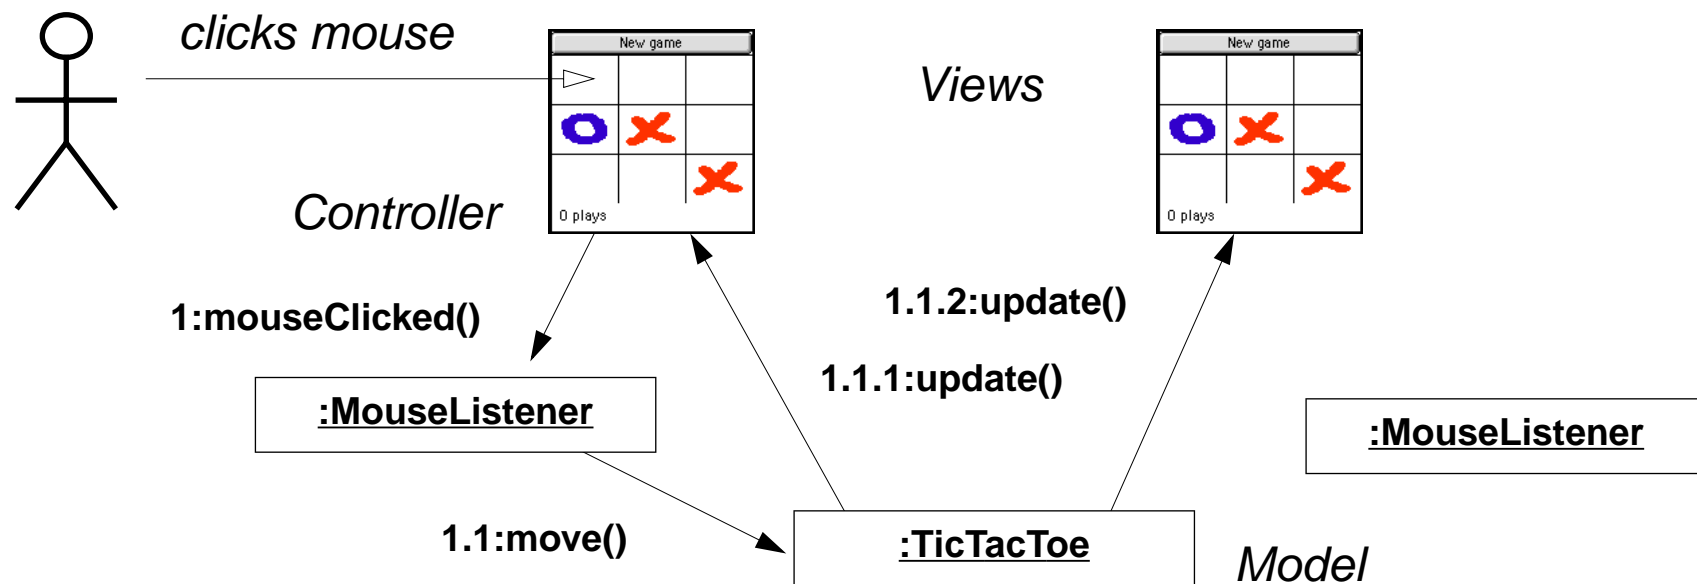 clicks mouse
New game
Views
New game
0 plays
0 plays
Controller
1:mouseClicked()
1.1.2:update()
1.1.1:update()
:MouseListener
:MouseListener
1.1:move()
:TicTacToe
Model